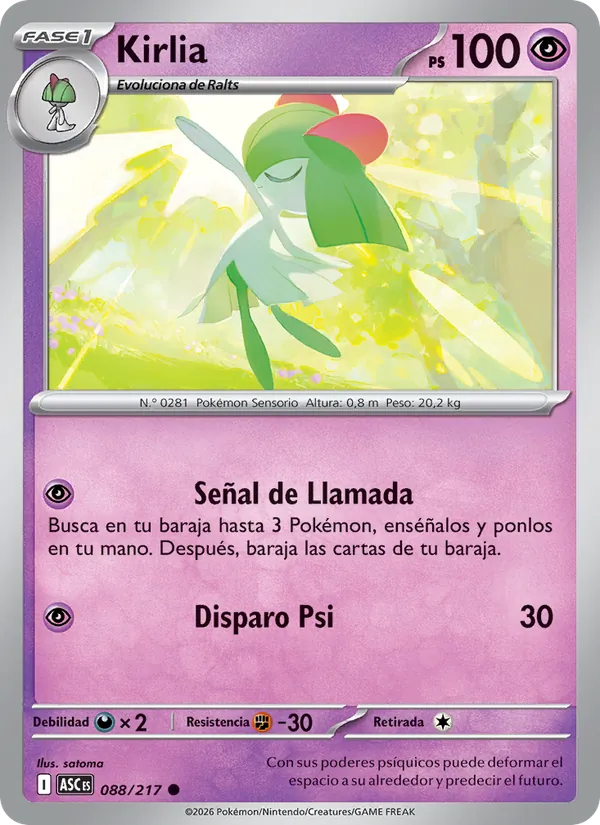 FASE 1
Kirlia
PS 100
Evoluciona de Ralts
N.º 0281 Pokémon Sensorio Altura: 0,8 m Peso: 20,2 kg
Señal de Llamada
Busca en tu baraja hasta 3 Pokémon, enséñalos y ponlos
en tu mano. Después, baraja las cartas de tu baraja.
Disparo Psi 30
Debilidad ×2 Resistencia -30 Retirada
Ilus. satoma
Con sus poderes psíquicos puede deformar el
espacio a su alrededor y predecir el futuro.
I ASC ES 088/217
©2026 Pokémon/Nintendo/Creatures/GAME FREAK